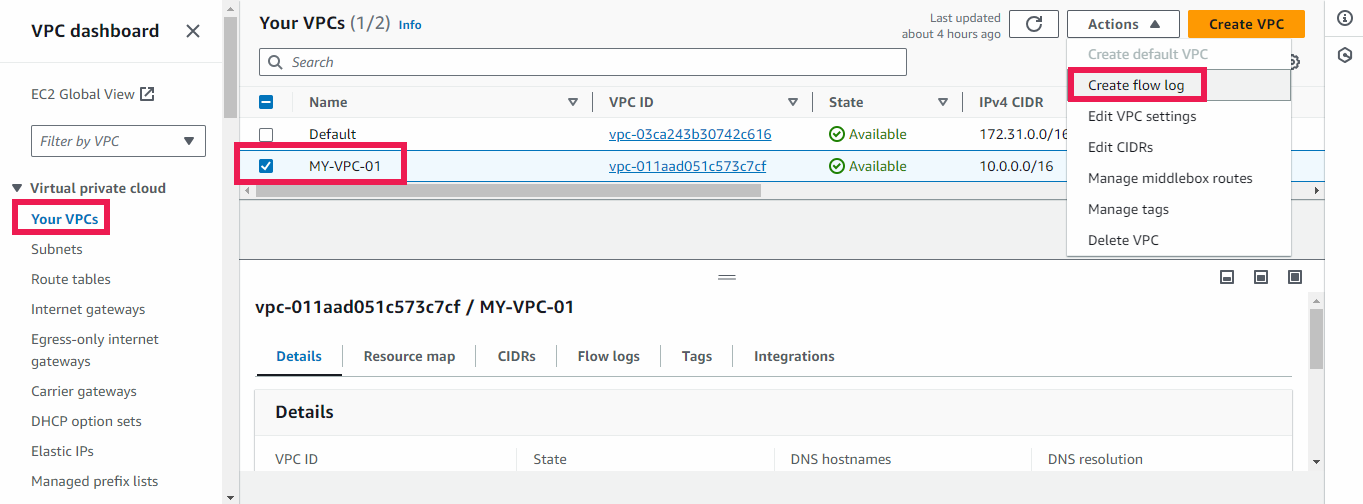 VPC dashboard
EC2 Global View
Filter by VPC
Virtual private cloud
Your VPCs
Subnets
Route tables
Internet gateways
Egress-only internet
gateways
Carrier gateways
DHCP option sets
Elastic IPs
Managed prefix lists
Your VPCs (1/2) Info
Last updated
about 4 hours ago
Actions
Create VPC
Search
Create default VPC
Create flow log
Edit VPC settings
Edit CIDRs
Manage middlebox routes
Manage tags
Delete VPC
Name VPC ID State IPv4 CIDR
Default vpc-03ca243b30742c616 Available 172.31.0.0/16
MY-VPC-01 vpc-011aad051c573c7cf Available 10.0.0.0/16
vpc-011aad051c573c7cf / MY-VPC-01
Details Resource map CIDRs Flow logs Tags Integrations
Details
VPC ID State DNS hostnames DNS resolution